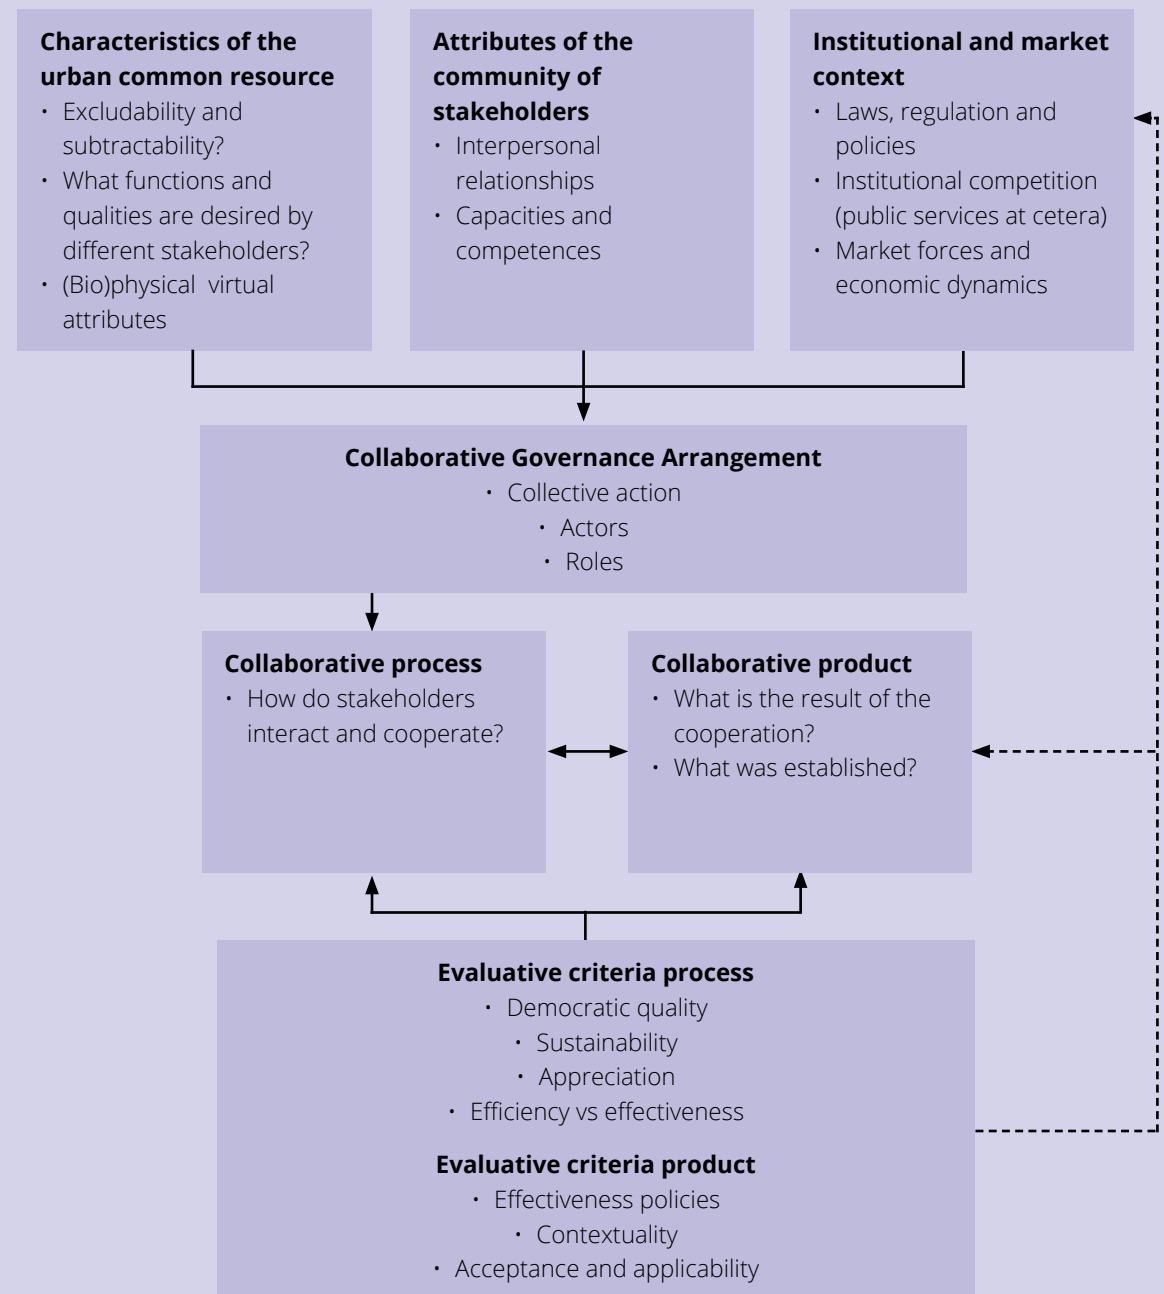 Characteristics of the
urban common resource
• Excludability and
subtractability?
• What functions and
qualities are desired by
different stakeholders?
• (Bio)physical virtual
attributes
Attributes of the
community of
stakeholders
• Interpersonal
relationships
• Capacities and
competences
Institutional and market
context
• Laws, regulation and
policies
• Institutional competition
(public services at cetera)
• Market forces and
economic dynamics
Collaborative Governance Arrangement
• Collective action
• Actors
• Roles
Collaborative process
• How do stakeholders
interact and cooperate?
Collaborative product
• What is the result of the
cooperation?
• What was established?
Evaluative criteria process
• Democratic quality
• Sustainability
• Appreciation
• Efficiency vs effectiveness
Evaluative criteria product
• Effectiveness policies
• Contextuality
• Acceptance and applicability